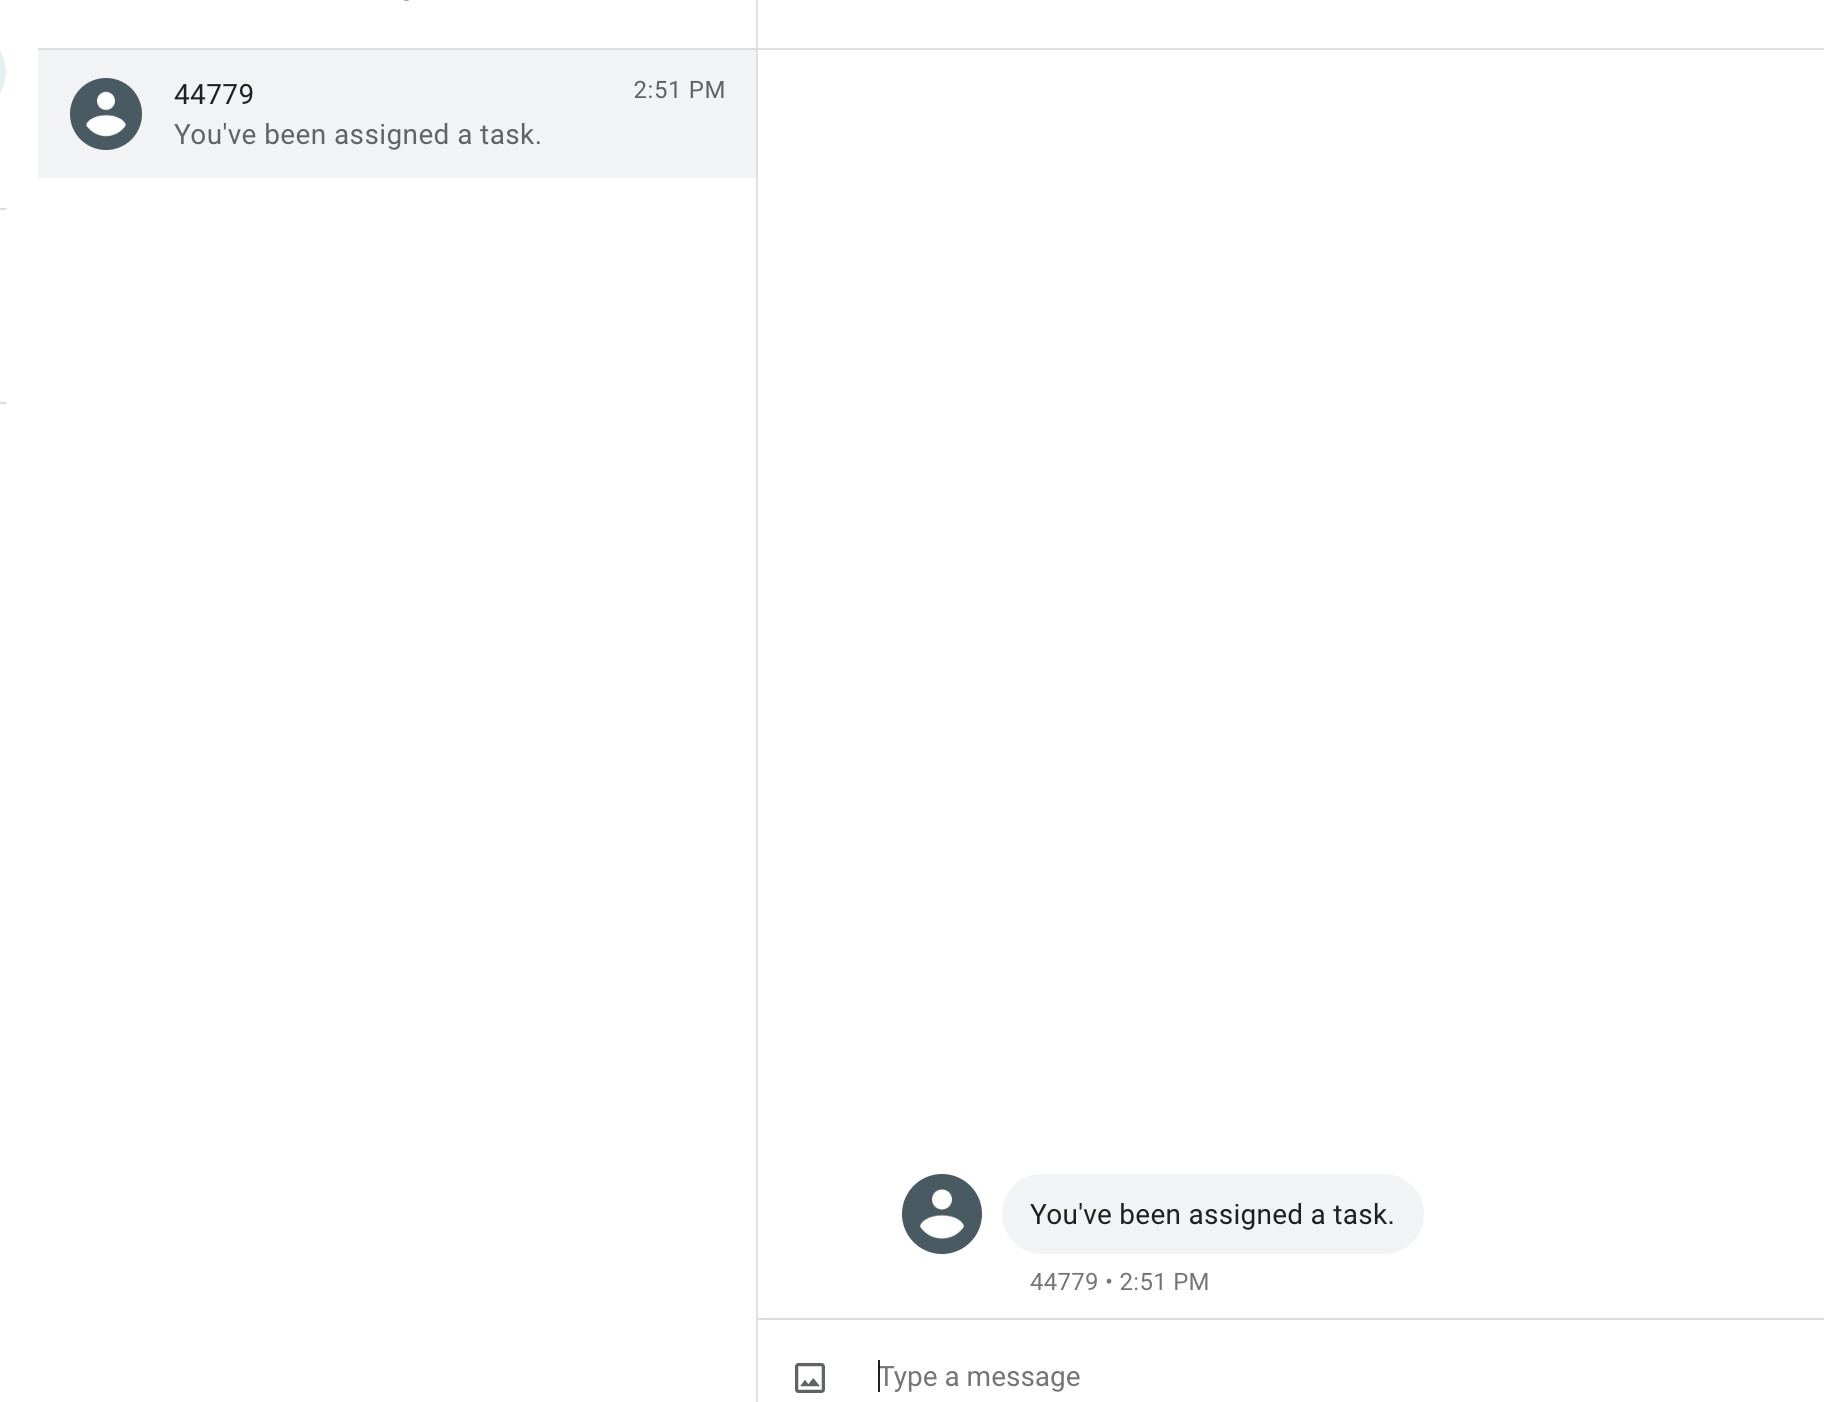 44779
2:51 PM
You've been assigned a task.
You've been assigned a task.
44779 • 2:51 PM
Type a message